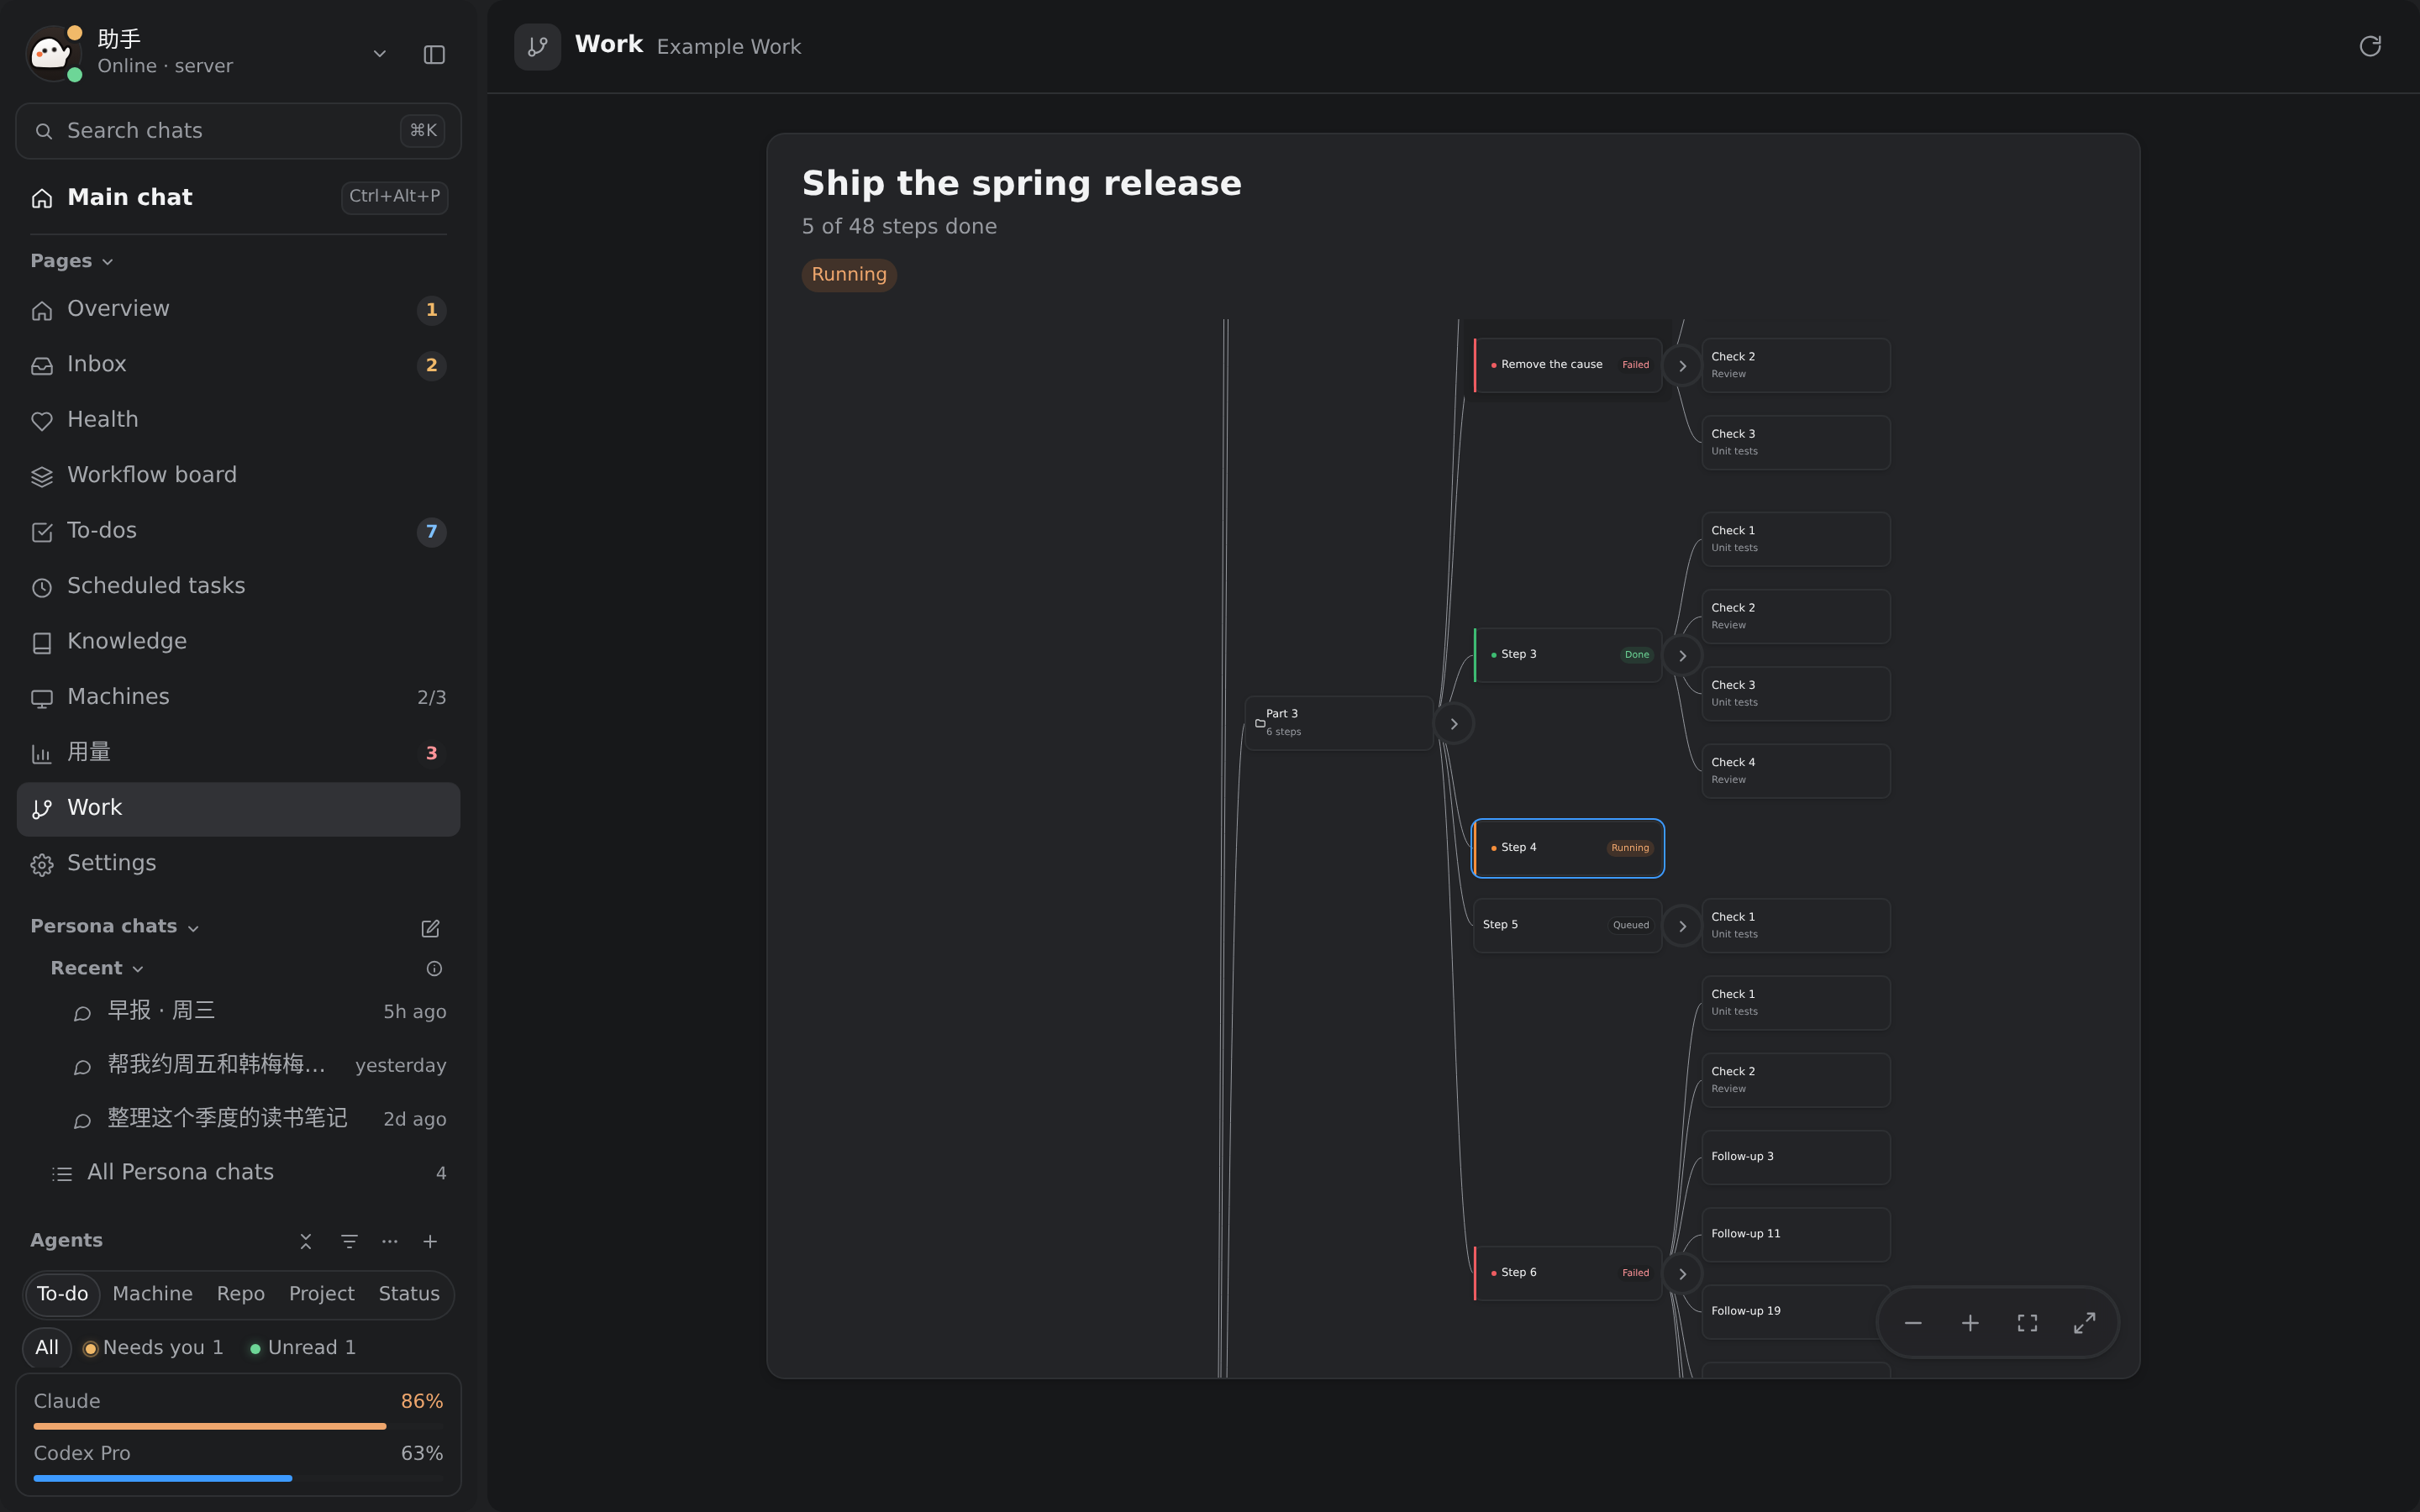 助手
Online · server
Search chats
⌘K
Main chat
Ctrl+Alt+P
Pages
Overview
1
Inbox
2
Health
Workflow board
To-dos
7
Scheduled tasks
Knowledge
Machines
2/3
用量
3
Work
Settings
Persona chats
Recent
早报 · 周三
5h ago
帮我约周五和韩梅梅…
yesterday
整理这个季度的读书笔记
2d ago
All Persona chats
4
Agents
To-do
Machine
Repo
Project
Status
All
Needs you 1
Unread 1
Claude
86%
Codex Pro
63%
Work
Example Work
Ship the spring release
5 of 48 steps done
Running
Remove the cause
Failed
Check 2
Review
Check 3
Unit tests
Check 1
Unit tests
Check 2
Review
Step 3
Done
Check 3
Unit tests
Part 3
6 steps
Check 4
Review
Step 4
Running
Step 5
Queued
Check 1
Unit tests
Check 1
Unit tests
Check 2
Review
Follow-up 3
Follow-up 11
Step 6
Failed
Follow-up 19